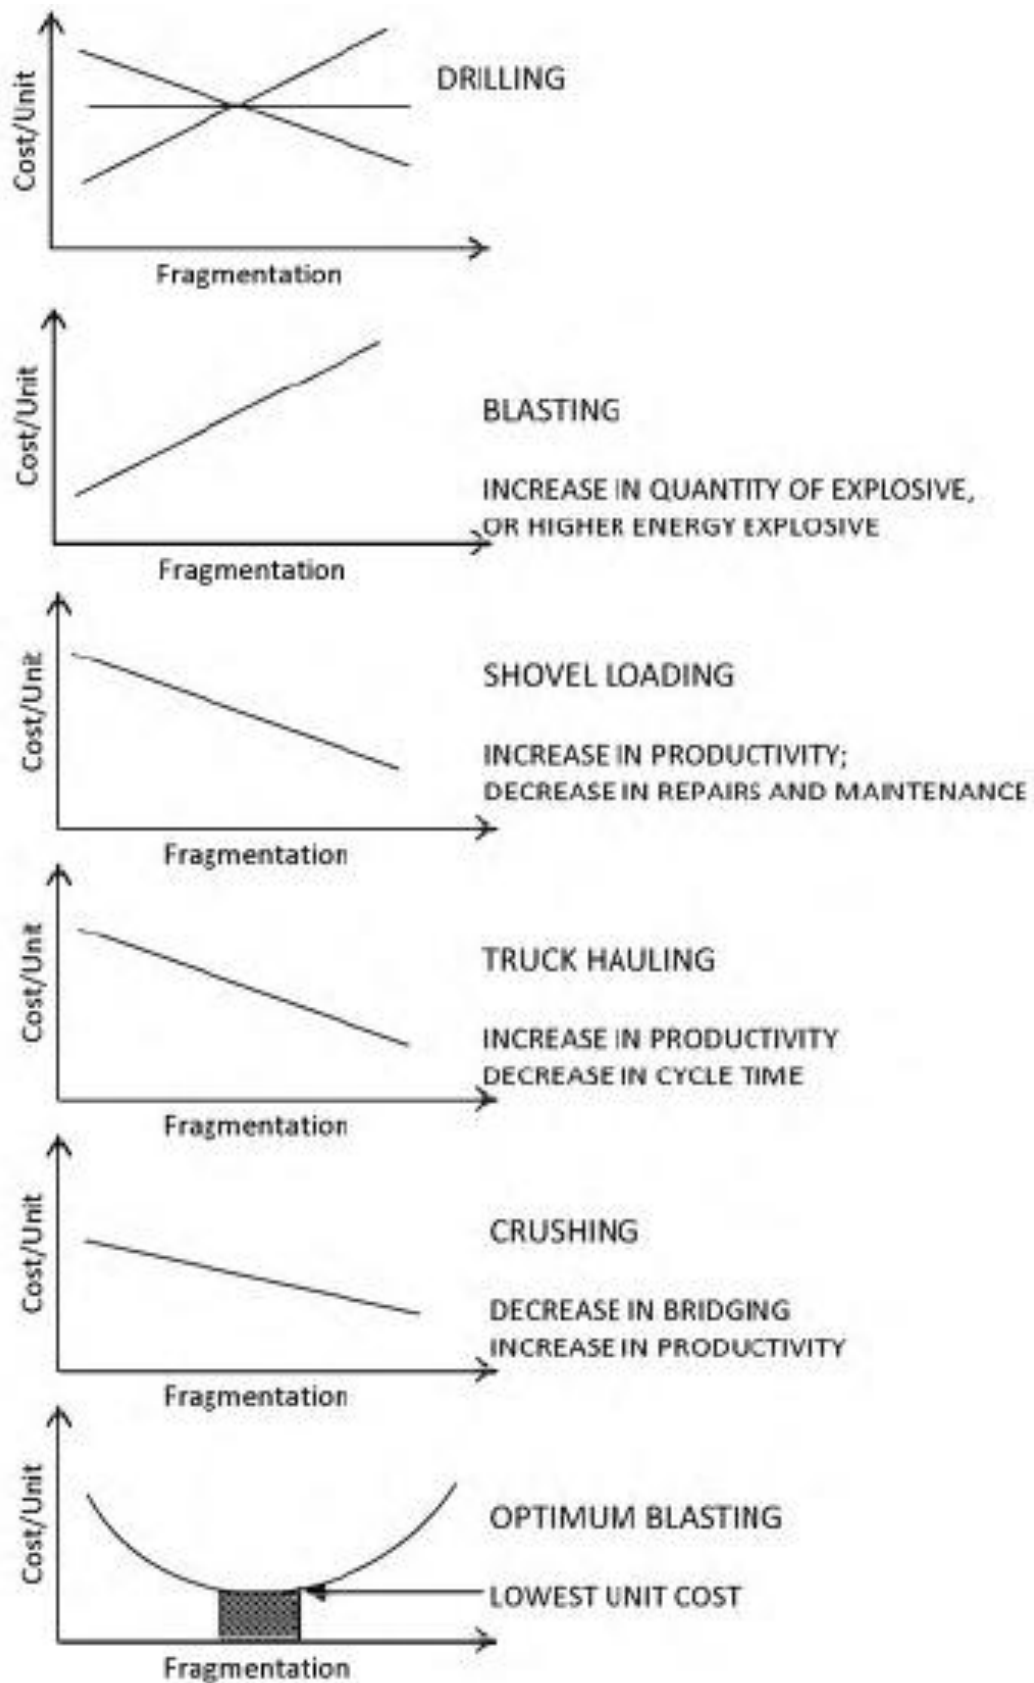 Cost/Unit
DRILLING
Fragmentation
Cost/Unit
BLASTING
INCREASE IN QUANTITY OF EXPLOSIVE,
OR HIGHER ENERGY EXPLOSIVE
Fragmentation
Cost/Unit
SHOVEL LOADING
INCREASE IN PRODUCTIVITY;
DECREASE IN REPAIRS AND MAINTENANCE
Fragmentation
Cost/Unit
TRUCK HAULING
INCREASE IN PRODUCTIVITY
DECREASE IN CYCLE TIME
Fragmentation
Cost/Unit
CRUSHING
DECREASE IN BRIDGING
INCREASE IN PRODUCTIVITY
Fragmentation
Cost/Unit
OPTIMUM BLASTING
LOWEST UNIT COST
Fragmentation